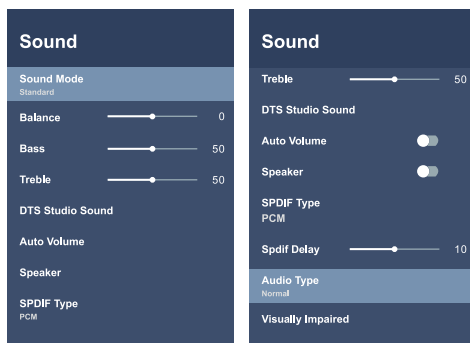 Sound
Sound Mode
Standard
Balance 0
Bass 50
Treble 50
DTS Studio Sound
Auto Volume
Speaker
SPDIF Type
PCM
Sound
Treble 50
DTS Studio Sound
Auto Volume
Speaker
SPDIF Type
PCM
Spdif Delay 10
Audio Type
Normal
Visually Impaired